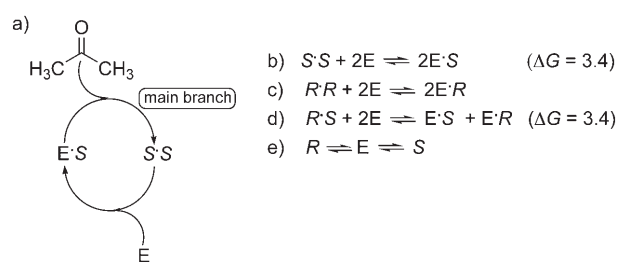 a)
O
H₃C CH₃
main branch
E·S S·S
E
b) S·S + 2E ⇌ 2E·S (ΔG = 3.4)
c) R·R + 2E ⇌ 2E·R
d) R·S + 2E ⇌ E·S + E·R (ΔG = 3.4)
e) R ⇌ E ⇌ S